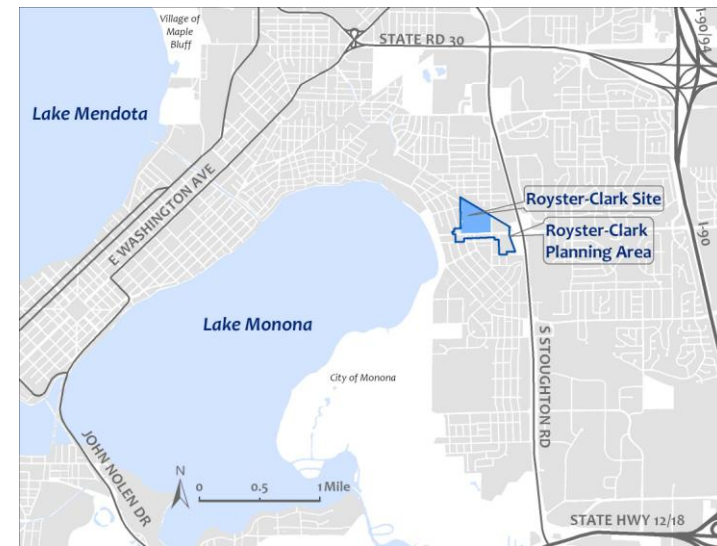 Village of
Maple
Bluff
STATE RD 30
I-90/94
Lake Mendota
E WASHINGTON AVE
Royster-Clark Site
Royster-Clark
Planning Area
I-90
Lake Monona
S STOUGHTON RD
City of Monona
JOHN NOLEN DR
N
0 0.5 1 Mile
STATE HWY 12/18